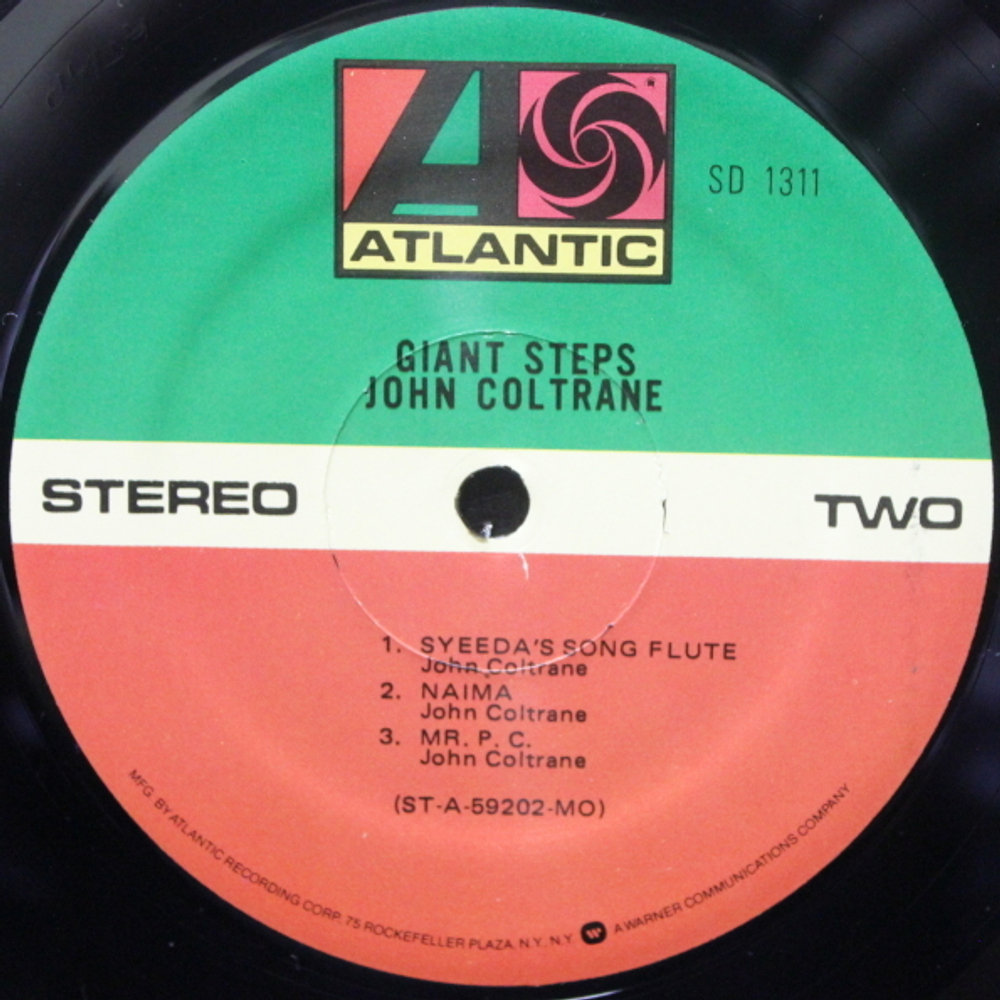 SD 1311
ATLANTIC
GIANT STEPS
JOHN COLTRANE
STEREO
TWO
1. SYEEDA'S SONG FLUTE
John Coltrane
2. NAIMA
John Coltrane
3. MR. P. C.
John Coltrane
(ST-A-59202-MO)
MFG. BY ATLANTIC RECORDING CORP. 75 ROCKEFELLER PLAZA, N.Y. N.Y. A WARNER COMMUNICATIONS COMPANY